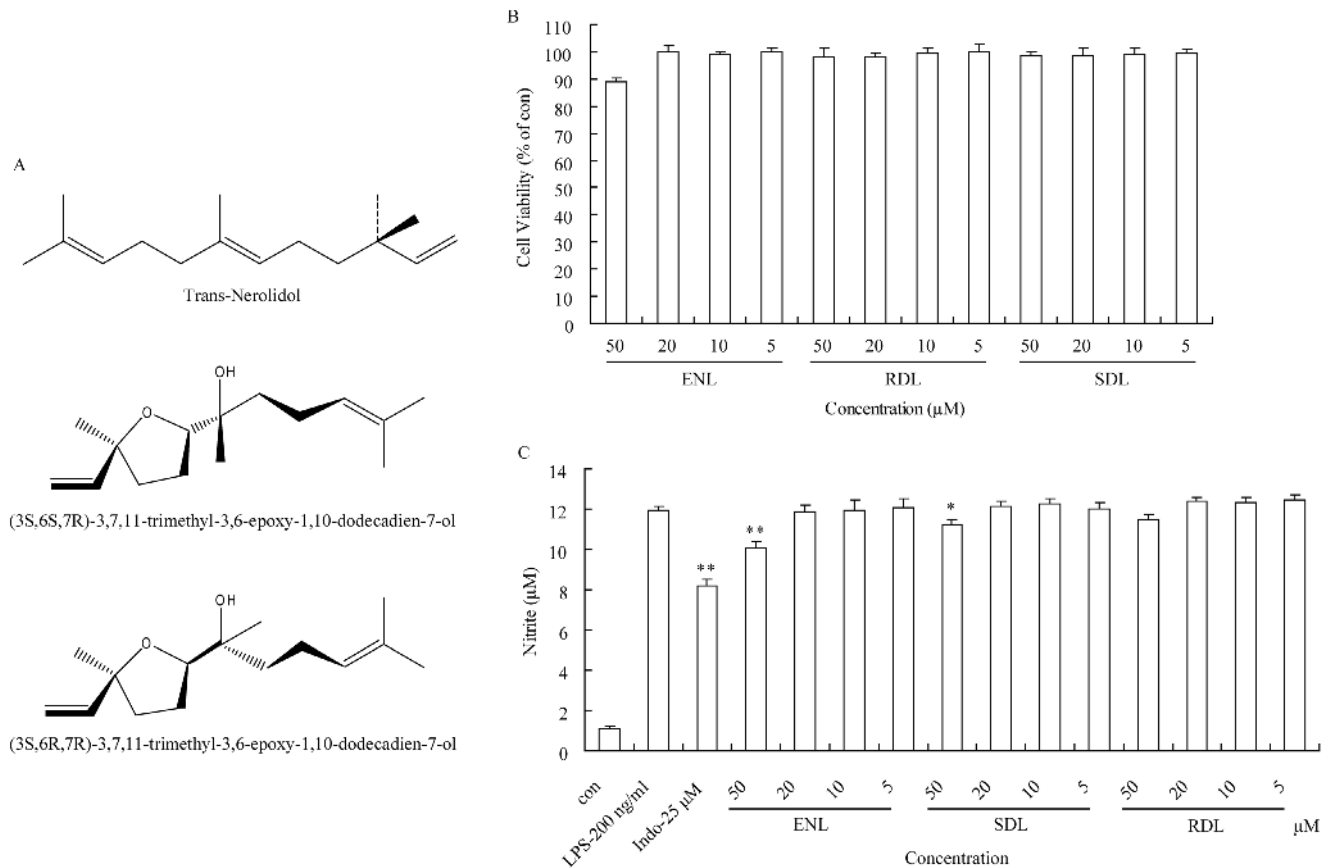 A
Trans-Nerolidol
OH
O
(3S,6S,7R)-3,7,11-trimethyl-3,6-epoxy-1,10-dodecadien-7-ol
OH
O
(3S,6R,7R)-3,7,11-trimethyl-3,6-epoxy-1,10-dodecadien-7-ol
B
Cell Viability (% of con)
110
100
90
80
70
60
50
40
30
20
10
0
50 20 10 5 50 20 10 5 50 20 10 5
ENL RDL SDL
Concentration (µM)
C
Nitrite (µM)
14
12
10
8
6
4
2
0
** ** *
con LPS-200 ng/ml Indo-25 µM 50 20 10 5 50 20 10 5 50 20 10 5
ENL SDL RDL µM
Concentration